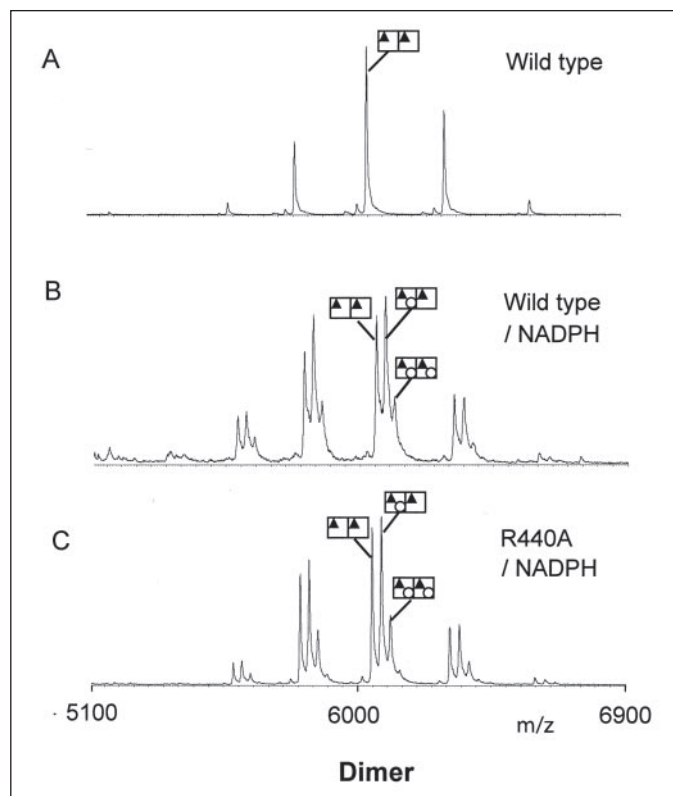 A
Wild type
B
Wild type
/ NADPH
C
R440A
/ NADPH
5100
6000
m/z
6900
Dimer